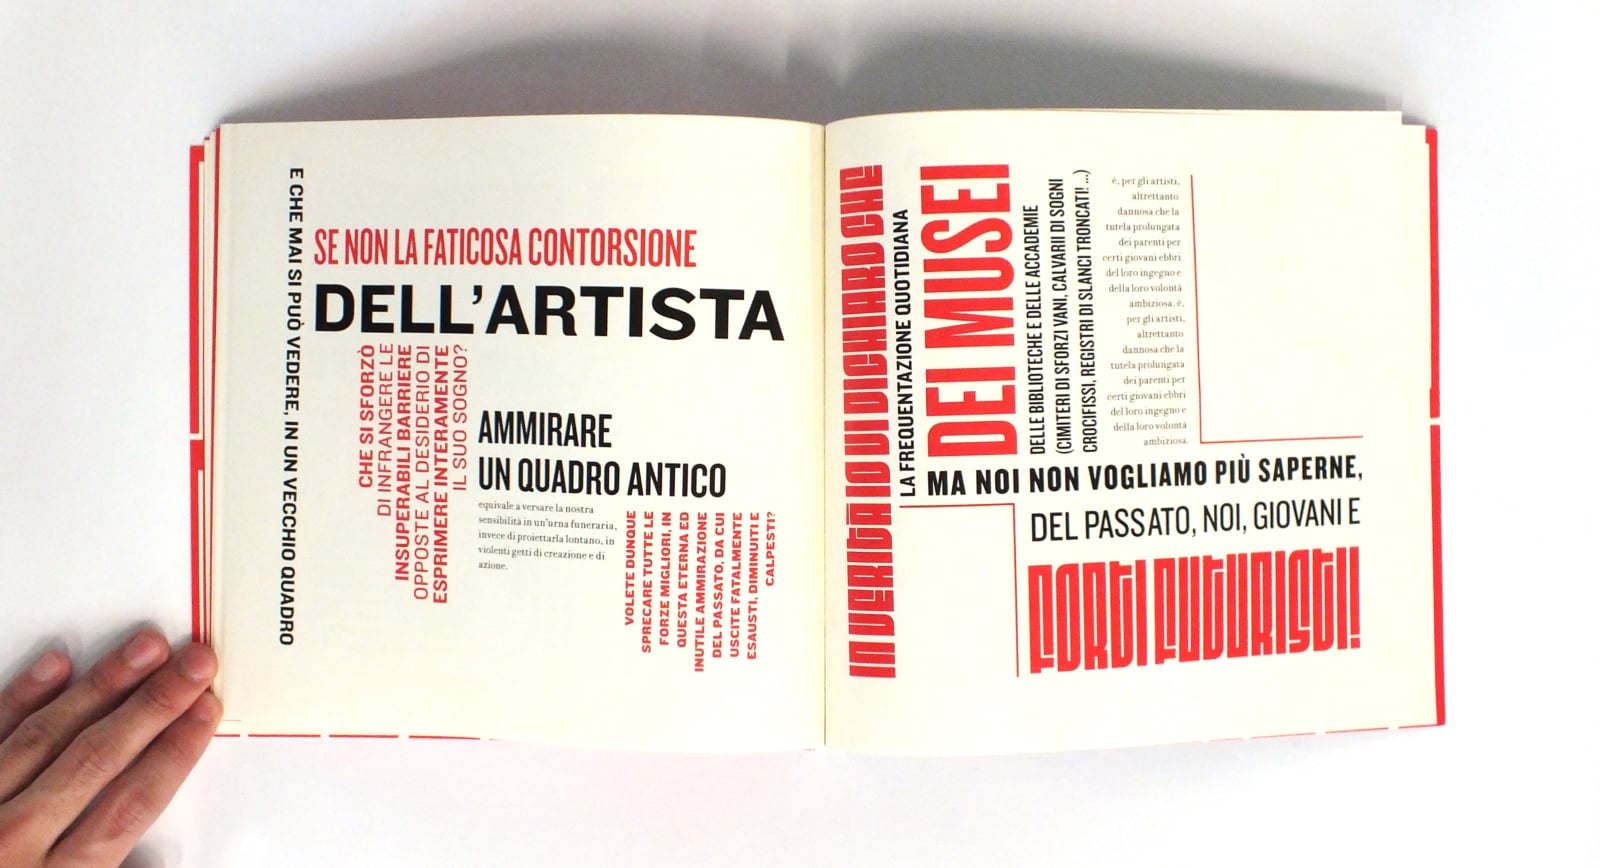 E CHE MAI SI PUÒ VEDERE, IN UN VECCHIO QUADRO
SE NON LA FATICOSA CONTORSIONE
DELL'ARTISTA
CHE SI SFORZÒ
DI INFRANGERE LE
INSUPERABILI BARRIERE
OPPOSTE AL DESIDERIO DI
ESPRIMERE INTERAMENTE
IL SUO SOGNO?
AMMIRARE
UN QUADRO ANTICO
equivale a versare la nostra
sensibilità in un'urna funeraria,
invece di proiettarla lontano, in
violenti getti di creazione e di
azione.
VOLETE DUNQUE
SPRECARE TUTTE LE
FORZE MIGLIORI, IN
QUESTA ETERNA ED
INUTILE AMMIRAZIONE
DEL PASSATO, DA CUI
USCITE FATALMENTE
ESAUSTI, DIMINUITI E
CALPESTI?
IN VERITÀ IO VI DICHIARO CHE
LA FREQUENTAZIONE QUOTIDIANA
DEI MUSEI
DELLE BIBLIOTECHE E DELLE ACCADEMIE
(CIMITERI DI SFORZI VANI, CALVARII DI SOGNI
CROCIFISSI, REGISTRI DI SLANCI TRONCATI! ...)
è, per gli artisti,
altrettanto
dannosa che la
tutela prolungata
dei parenti per
certi giovani ebbri
del loro ingegno e
della loro volontà
ambiziosa. è,
per gli artisti,
altrettanto
dannosa che la
tutela prolungata
dei parenti per
certi giovani ebbri
del loro ingegno e
della loro volontà
ambiziosa.
MA NOI NON VOGLIAMO PIÙ SAPERNE,
DEL PASSATO, NOI, GIOVANI E
FORTI FUTURISTI!